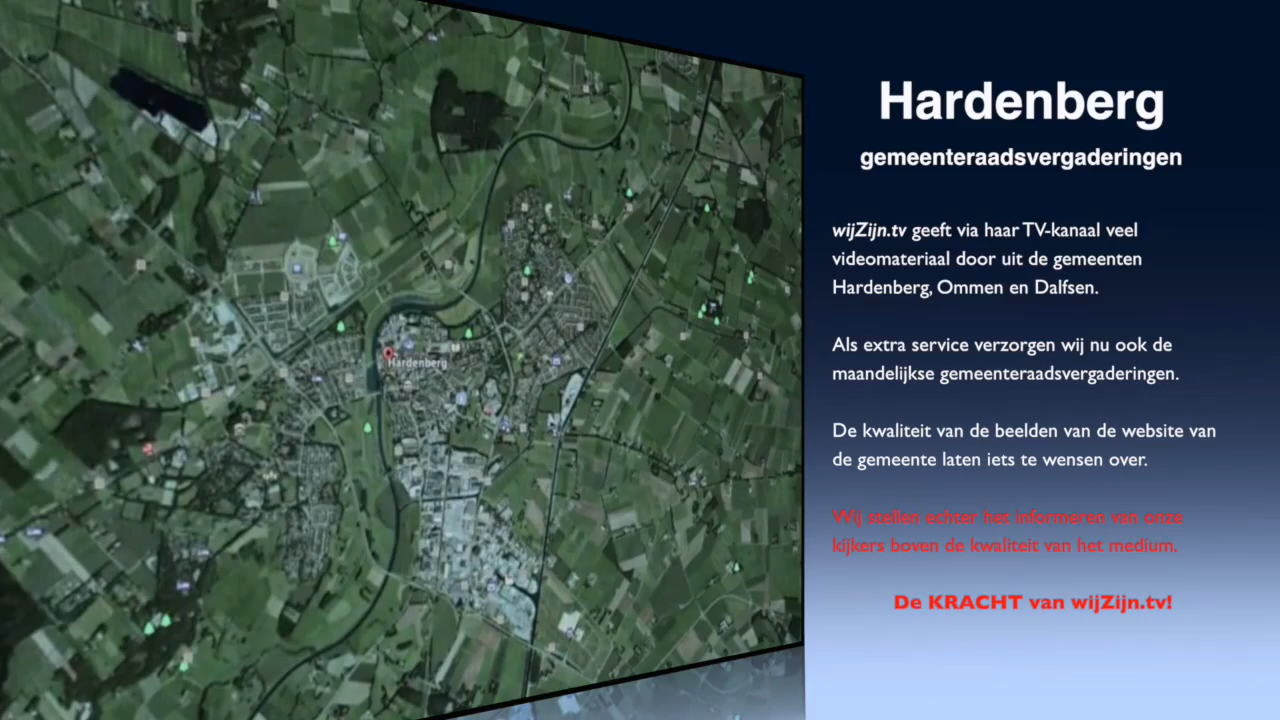 Hardenberg
gemeenteraadsvergaderingen
wijZijn.tv geeft via haar TV-kanaal veel
videomateriaal door uit de gemeenten
Hardenberg, Ommen en Dalfsen.
Als extra service verzorgen wij nu ook de
maandelijkse gemeenteraadsvergaderingen.
De kwaliteit van de beelden van de website van
de gemeente laten iets te wensen over.
Wij stellen echter het informeren van onze
kijkers boven de kwaliteit van het medium.
De KRACHT van wijZijn.tv!
Hardenberg